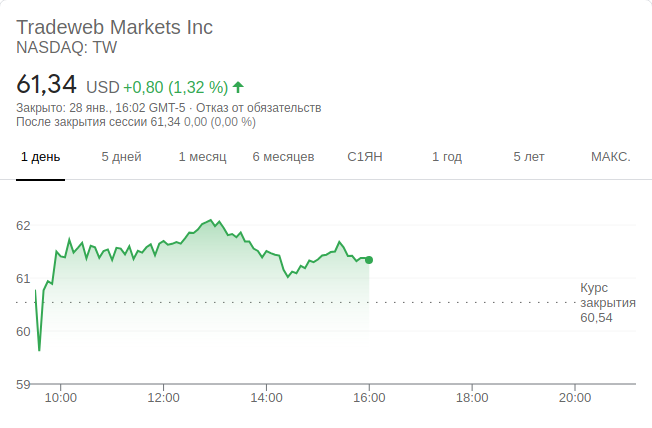 Tradeweb Markets Inc
NASDAQ: TW
61,34 USD +0,80 (1,32 %)
Закрыто: 28 янв., 16:02 GMT-5 · Отказ от обязательств
После закрытия сессии 61,34 0,00 (0,00 %)
1 день 5 дней 1 месяц 6 месяцев С1ЯН 1 год 5 лет МАКС.
62
61
Курс
закрытия
60,54
60
59
10:00 12:00 14:00 16:00 18:00 20:00